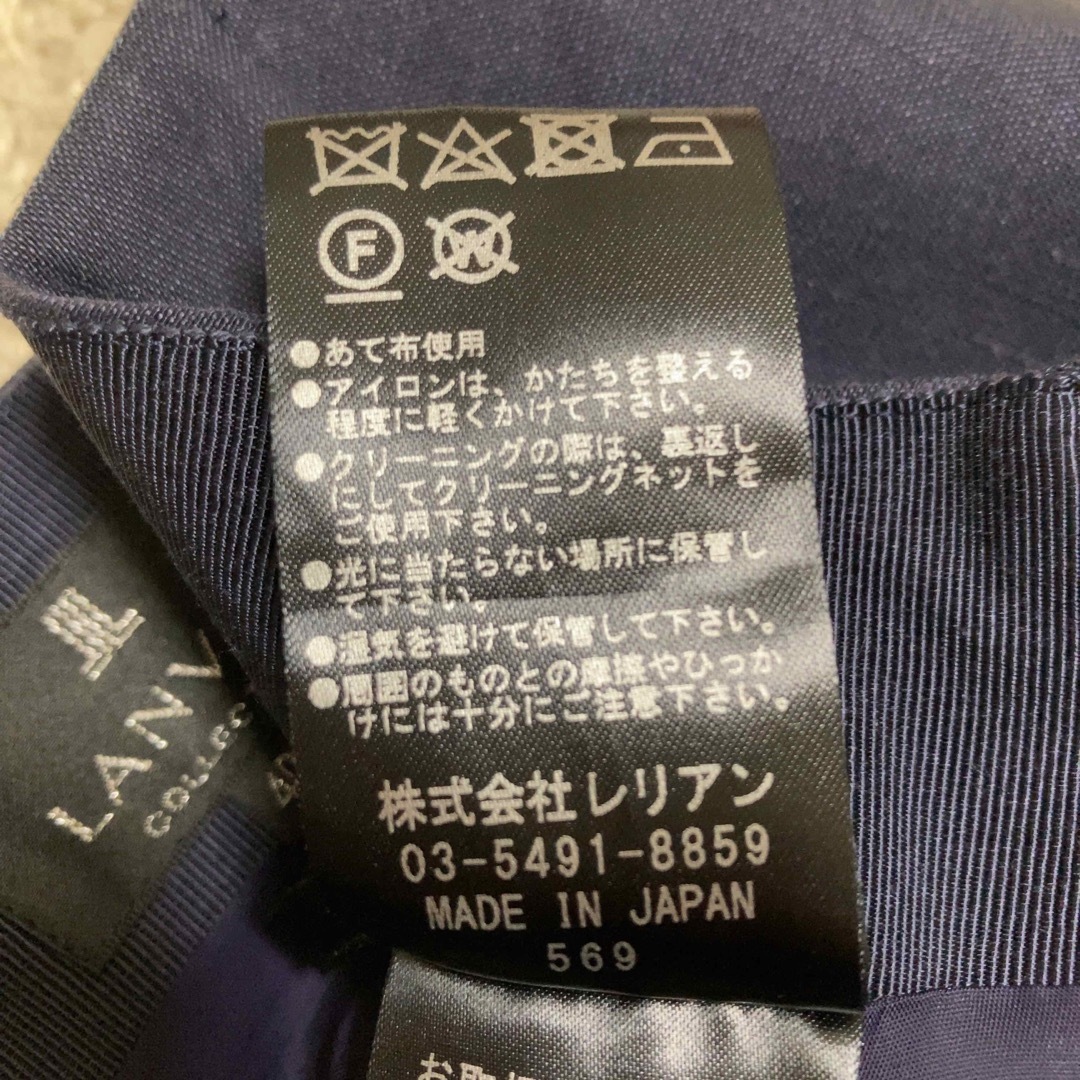 F W
●あて布使用
●アイロンは、かたちを整える
程度に軽くかけて下さい。
●クリーニングの際は、裏返し
にしてクリーニングネットを
ご使用下さい。
●光に当たらない場所に保管し
て下さい。
●湿気を避けて保管して下さい。
●周囲のものとの摩擦やひっか
けには十分にご注意下さい。
株式会社レリアン
03-5491-8859
MADE IN JAPAN
569
LANV
COLLEC
お取扱